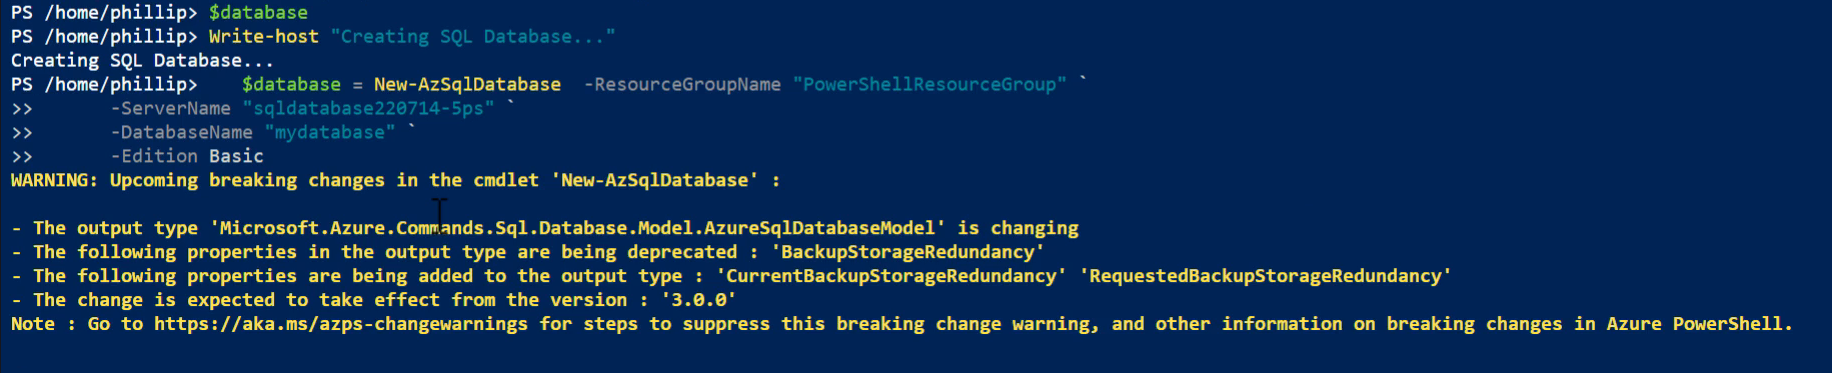 PS /home/phillip> $database
PS /home/phillip> Write-host "Creating SQL Database..."
Creating SQL Database...
PS /home/phillip>    $database = New-AzSqlDatabase  -ResourceGroupName "PowerShellResourceGroup" `
>>       -ServerName "sqldatabase220714-5ps" `
>>       -DatabaseName "mydatabase" `
>>       -Edition Basic
WARNING: Upcoming breaking changes in the cmdlet 'New-AzSqlDatabase' :
- The output type 'Microsoft.Azure.Commands.Sql.Database.Model.AzureSqlDatabaseModel' is changing
- The following properties in the output type are being deprecated : 'BackupStorageRedundancy'
- The following properties are being added to the output type : 'CurrentBackupStorageRedundancy' 'RequestedBackupStorageRedundancy'
- The change is expected to take effect from the version : '3.0.0'
Note : Go to https://aka.ms/azps-changewarnings for steps to suppress this breaking change warning, and other information on breaking changes in Azure PowerShell.